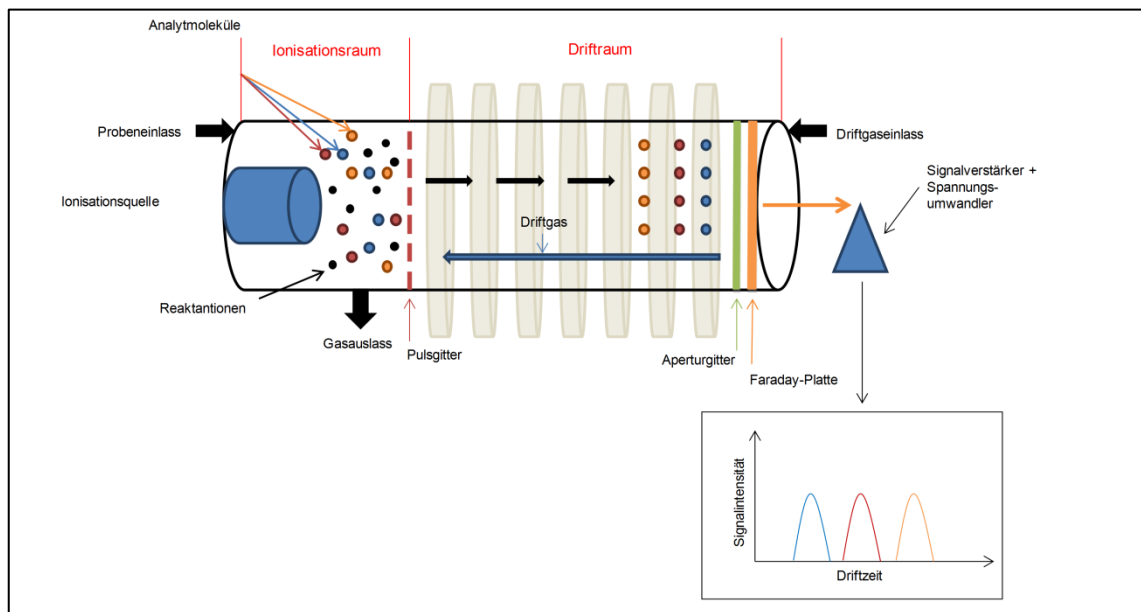 Analytmoleküle
Ionisationsraum
Driftraum
Probeneinlass
Driftgaseinlass
Signalverstärker +
Spannungs-
umwandler
Ionisationsquelle
Driftgas
Reaktantionen
Gasauslass
Pulsgitter
Aperturgitter
Faraday-Platte
Signalintensität
Driftzeit